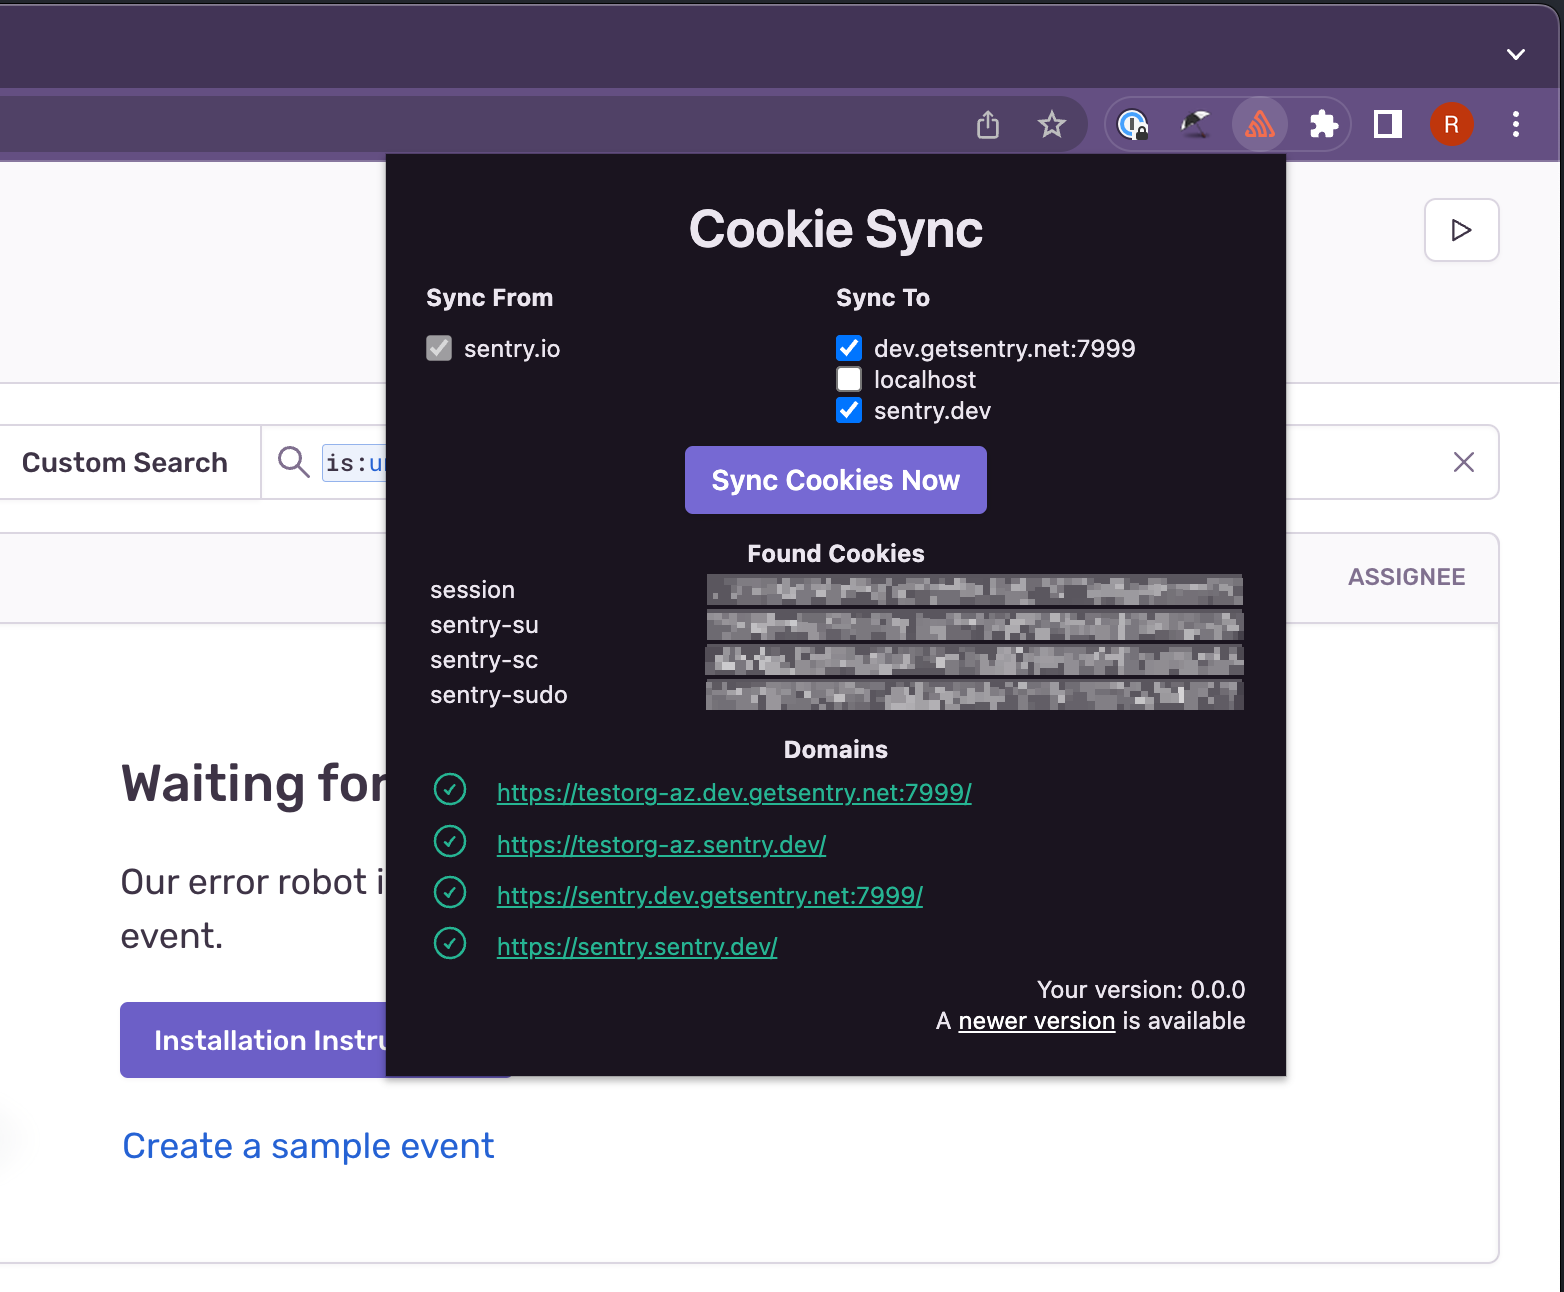 R
Cookie Sync
Sync From
Sync To
sentry.io
dev.getsentry.net:7999
localhost
sentry.dev
Custom Search
is:un
Sync Cookies Now
Found Cookies
ASSIGNEE
session
sentry-su
sentry-sc
sentry-sudo
Domains
Waiting for
https://testorg-az.dev.getsentry.net:7999/
https://testorg-az.sentry.dev/
Our error robot i
https://sentry.dev.getsentry.net:7999/
event.
https://sentry.sentry.dev/
Your version: 0.0.0
A newer version is available
Installation Instru
Create a sample event